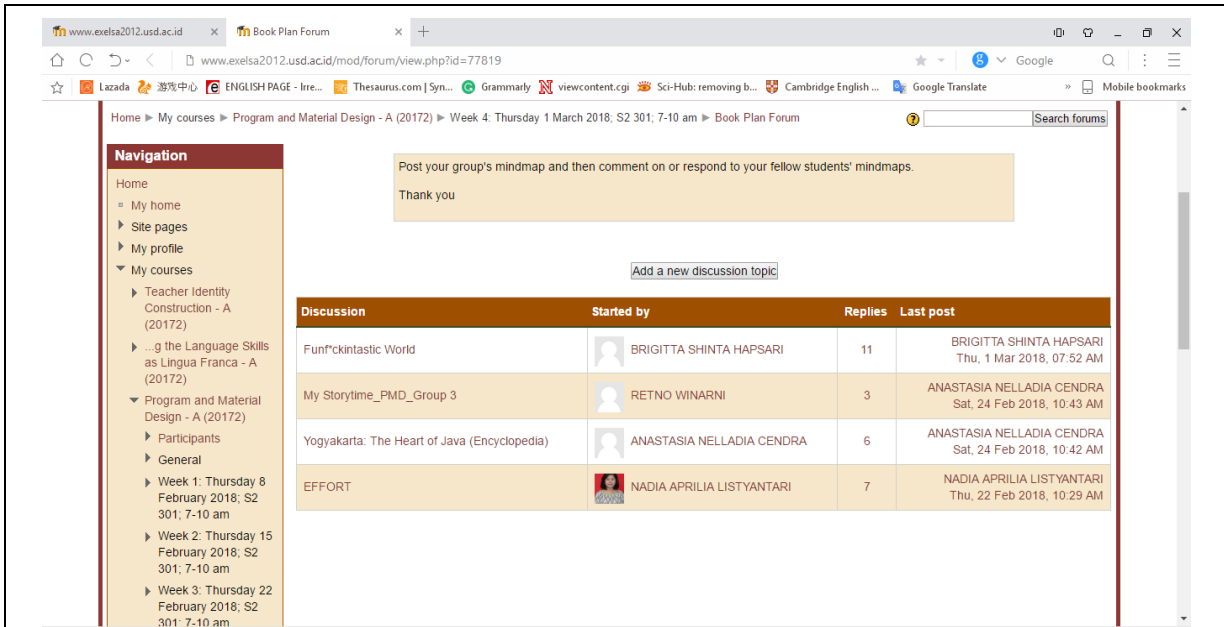 www.exelsa2012.usd.ac.id
Book Plan Forum
www.exelsa2012.usd.ac.id/mod/forum/view.php?id=77819
Google
Lazada 游戏中心 ENGLISH PAGE - Irre... Thesaurus.com | Syn... Grammarly viewcontent.cgi Sci-Hub: removing b... Cambridge English ... Google Translate » Mobile bookmarks
Home ► My courses ► Program and Material Design - A (20172) ► Week 4: Thursday 1 March 2018; S2 301; 7-10 am ► Book Plan Forum
Search forums
Navigation
Home
My home
Site pages
My profile
My courses
Teacher Identity
Construction - A
(20172)
...g the Language Skills
as Lingua Franca - A
(20172)
Program and Material
Design - A (20172)
Participants
General
Week 1: Thursday 8
February 2018; S2
301; 7-10 am
Week 2: Thursday 15
February 2018; S2
301; 7-10 am
Week 3: Thursday 22
February 2018; S2
301; 7-10 am
Post your group's mindmap and then comment on or respond to your fellow students' mindmaps.
Thank you
Add a new discussion topic
Discussion Started by Replies Last post
Funf*ckintastic World BRIGITTA SHINTA HAPSARI 11 BRIGITTA SHINTA HAPSARI
Thu, 1 Mar 2018, 07:52 AM
My Storytime_PMD_Group 3 RETNO WINARNI 3 ANASTASIA NELLADIA CENDRA
Sat, 24 Feb 2018, 10:43 AM
Yogyakarta: The Heart of Java (Encyclopedia) ANASTASIA NELLADIA CENDRA 6 ANASTASIA NELLADIA CENDRA
Sat, 24 Feb 2018, 10:42 AM
EFFORT NADIA APRILIA LISTYANTARI 7 NADIA APRILIA LISTYANTARI
Thu, 22 Feb 2018, 10:29 AM